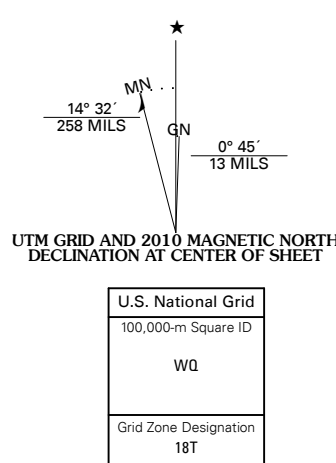 ★
MN
14° 32´
258 MILS
GN
0° 45´
13 MILS
UTM GRID AND 2010 MAGNETIC NORTH
DECLINATION AT CENTER OF SHEET
U.S. National Grid
100,000-m Square ID
WQ
Grid Zone Designation
18T